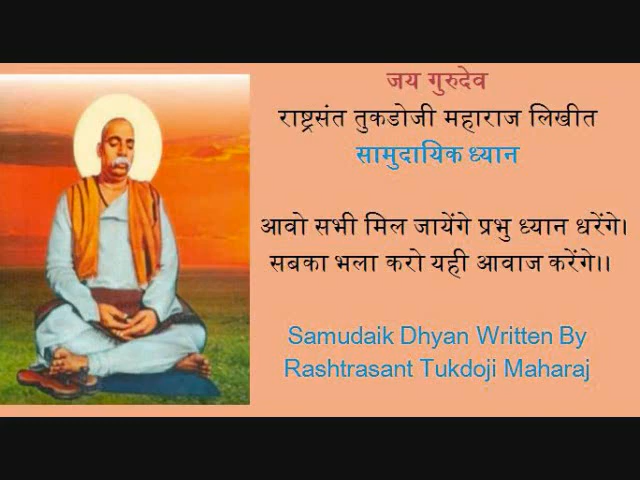 जय गुरुदेव
राष्ट्रसंत तुकडोजी महाराज लिखीत
सामुदायिक ध्यान
आवो सभी मिल जायेंगे प्रभु ध्यान धरेंगे।
सबका भला करो यही आवाज करेंगे।।
Samudaik Dhyan Written By
Rashtrasant Tukdoji Maharaj